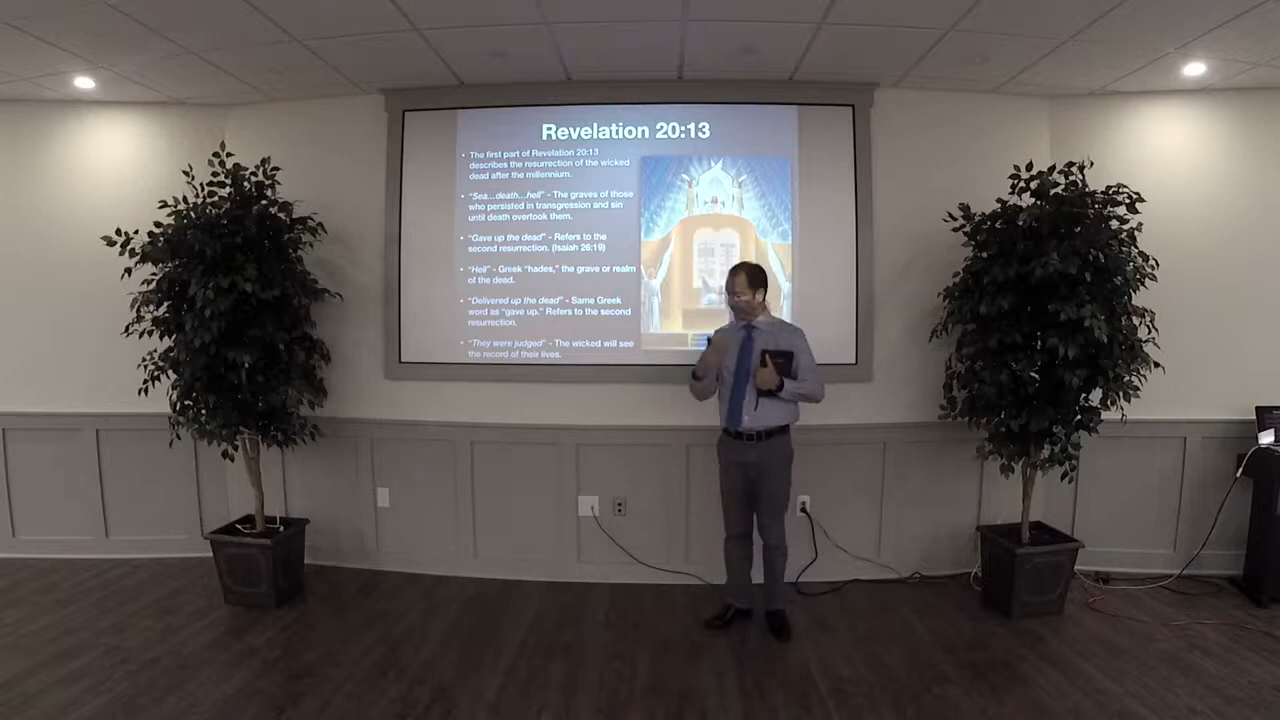 Revelation 20:13
• The first part of Revelation 20:13
describes the resurrection of the wicked
dead after the millennium.
• “Sea...death...hell” - The graves of those
who persisted in transgression and sin
until death overtook them.
• “Gave up the dead” - Refers to the
second resurrection. (Isaiah 26:19)
• “Hell” - Greek “hades,” the grave or realm
of the dead.
• “Delivered up the dead” - Same Greek
word as “gave up.” Refers to the second
resurrection.
• “They were judged” - The wicked will see
the record of their lives.